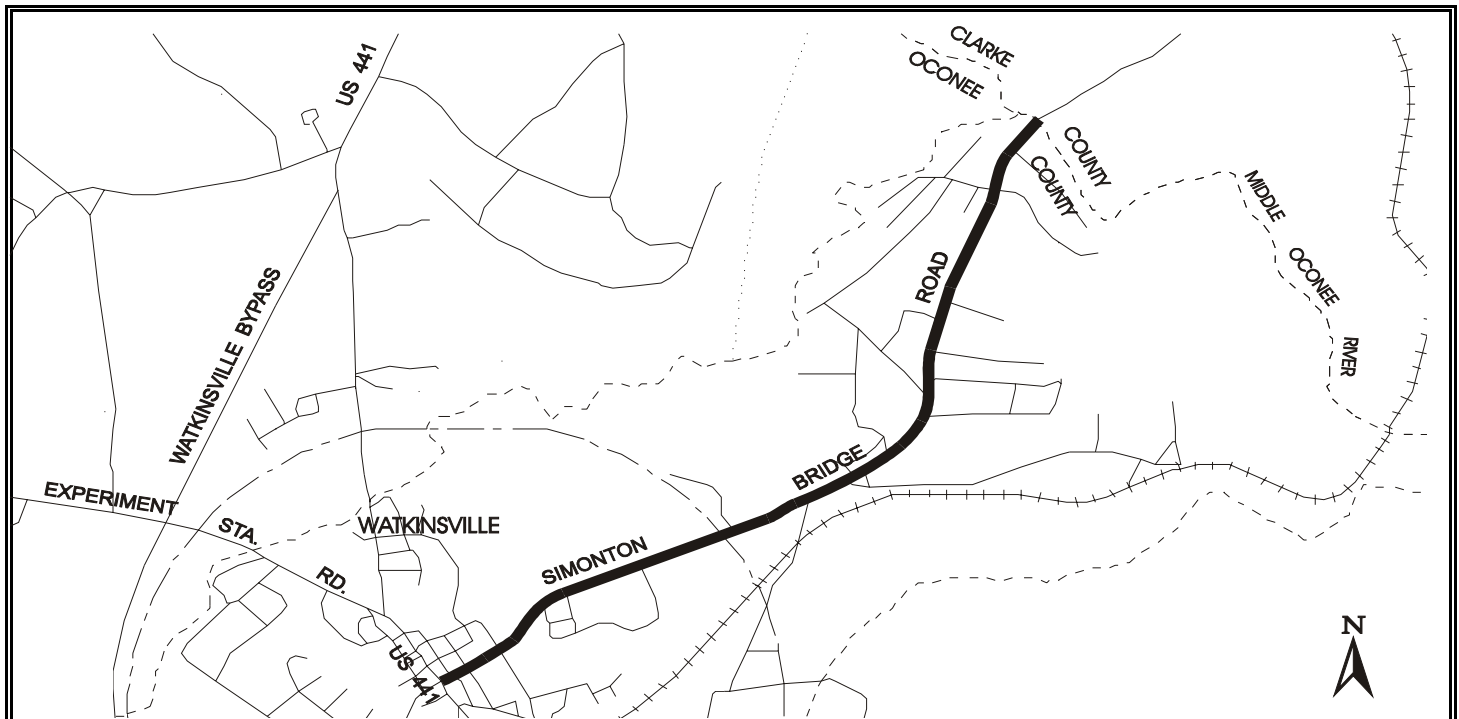 US 441
CLARKE
OCONEE
COUNTY
COUNTY
MIDDLE
OCONEE
RIVER
ROAD
WATKINSVILLE BYPASS
BRIDGE
EXPERIMENT
STA.
RD.
WATKINSVILLE
SIMONTON
US 441
N